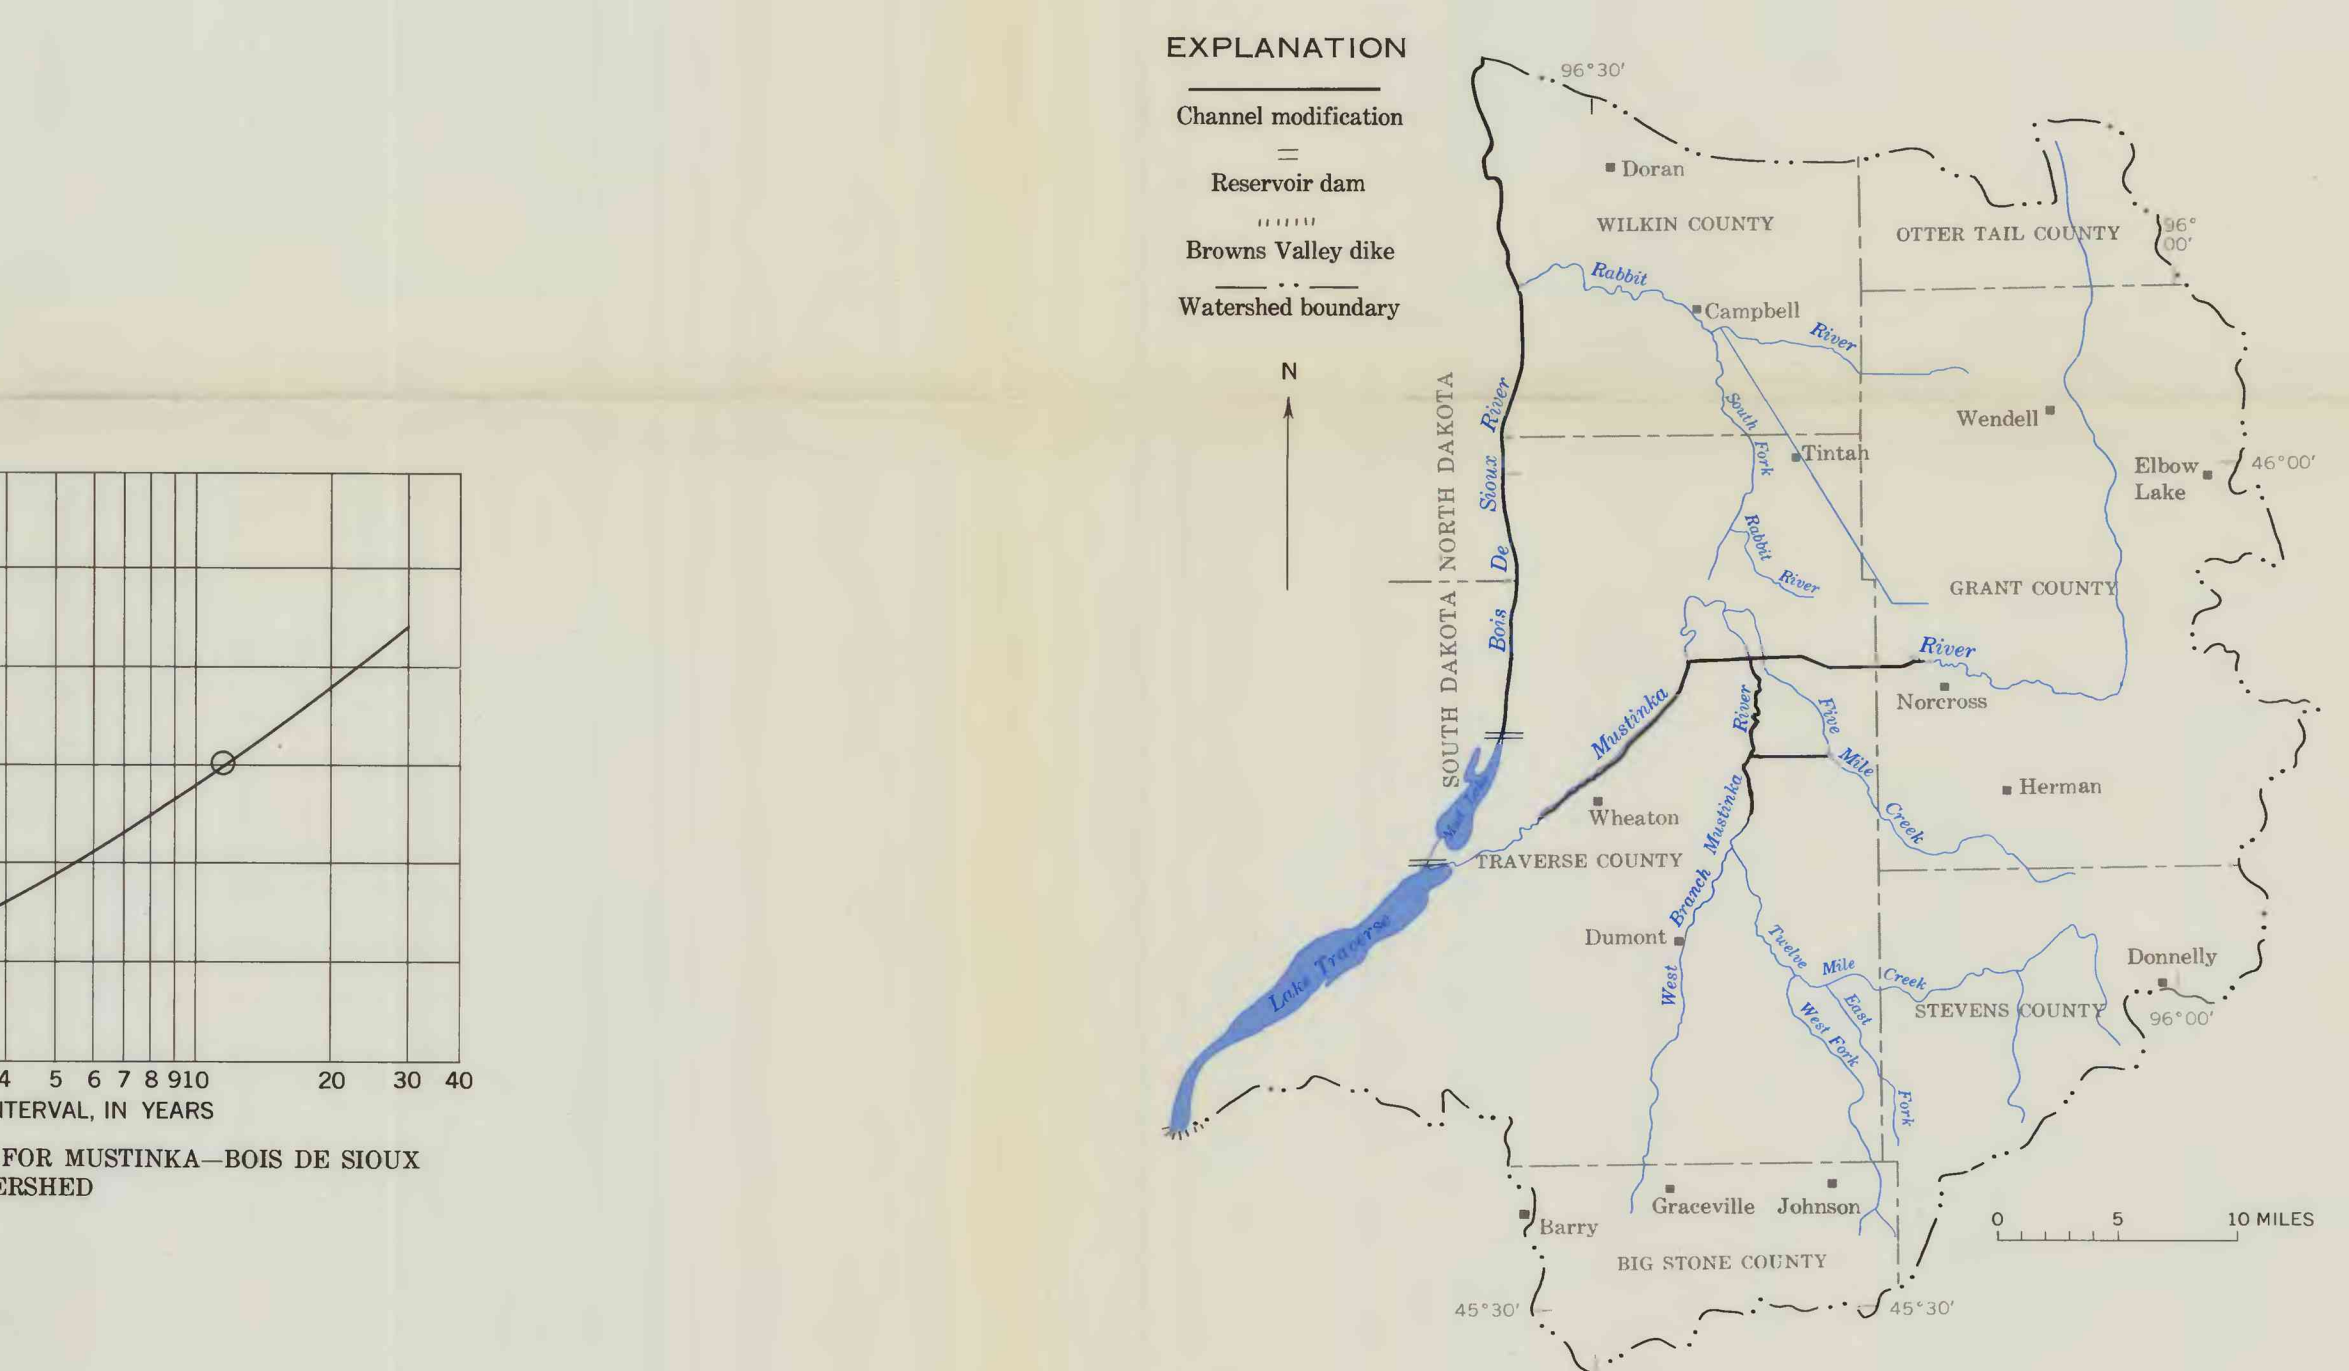 4 5 6 7 8 9 10 20 30 40
NTERVAL, IN YEARS
FOR MUSTINKA—BOIS DE SIOUX
ERSHED
EXPLANATION
Channel modification
Reservoir dam
Browns Valley dike
Watershed boundary
N
96°30′
Doran
WILKIN COUNTY
OTTER TAIL COUNTY
96°
00′
Rabbit
Campbell
River
South
Fork
Rabbit
River
Wendell
Tintah
Elbow
Lake
46°00′
NORTH DAKOTA
SOUTH DAKOTA
Bois De Sioux River
GRANT COUNTY
River
Norcross
Mustinka
River
Five
Mile
Creek
Herman
Mud Lake
Wheaton
TRAVERSE COUNTY
West Branch Mustinka
Lake Traverse
Dumont
Twelve
Mile
Creek
Donnelly
STEVENS COUNTY
96°00′
East
Fork
West Fork
Graceville
Johnson
Barry
BIG STONE COUNTY
0 5 10 MILES
45°30′
45°30′